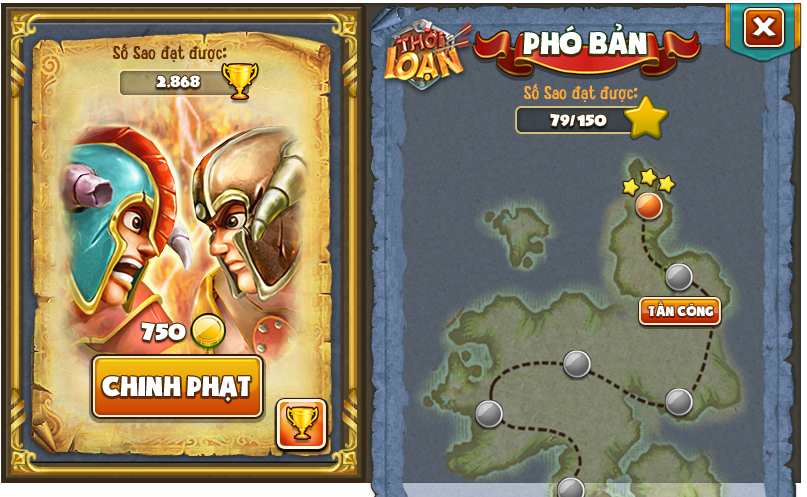 Số Sao đạt được:
2,868
750
CHINH PHẠT
THỜI
LOẠN
PHÓ BẢN
Số Sao đạt được:
79/150
TẤN CÔNG